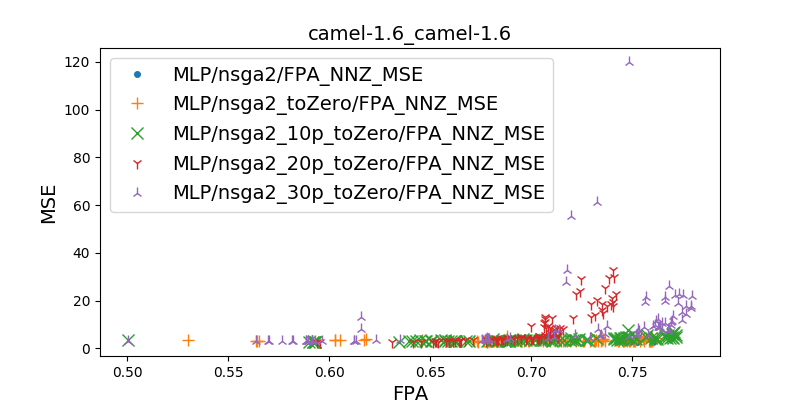 camel-1.6_camel-1.6
MLP/nsga2/FPA_NNZ_MSE
MLP/nsga2_toZero/FPA_NNZ_MSE
MLP/nsga2_10p_toZero/FPA_NNZ_MSE
MLP/nsga2_20p_toZero/FPA_NNZ_MSE
MLP/nsga2_30p_toZero/FPA_NNZ_MSE
MSE
120
100
80
60
40
20
0
0.50 0.55 0.60 0.65 0.70 0.75
FPA